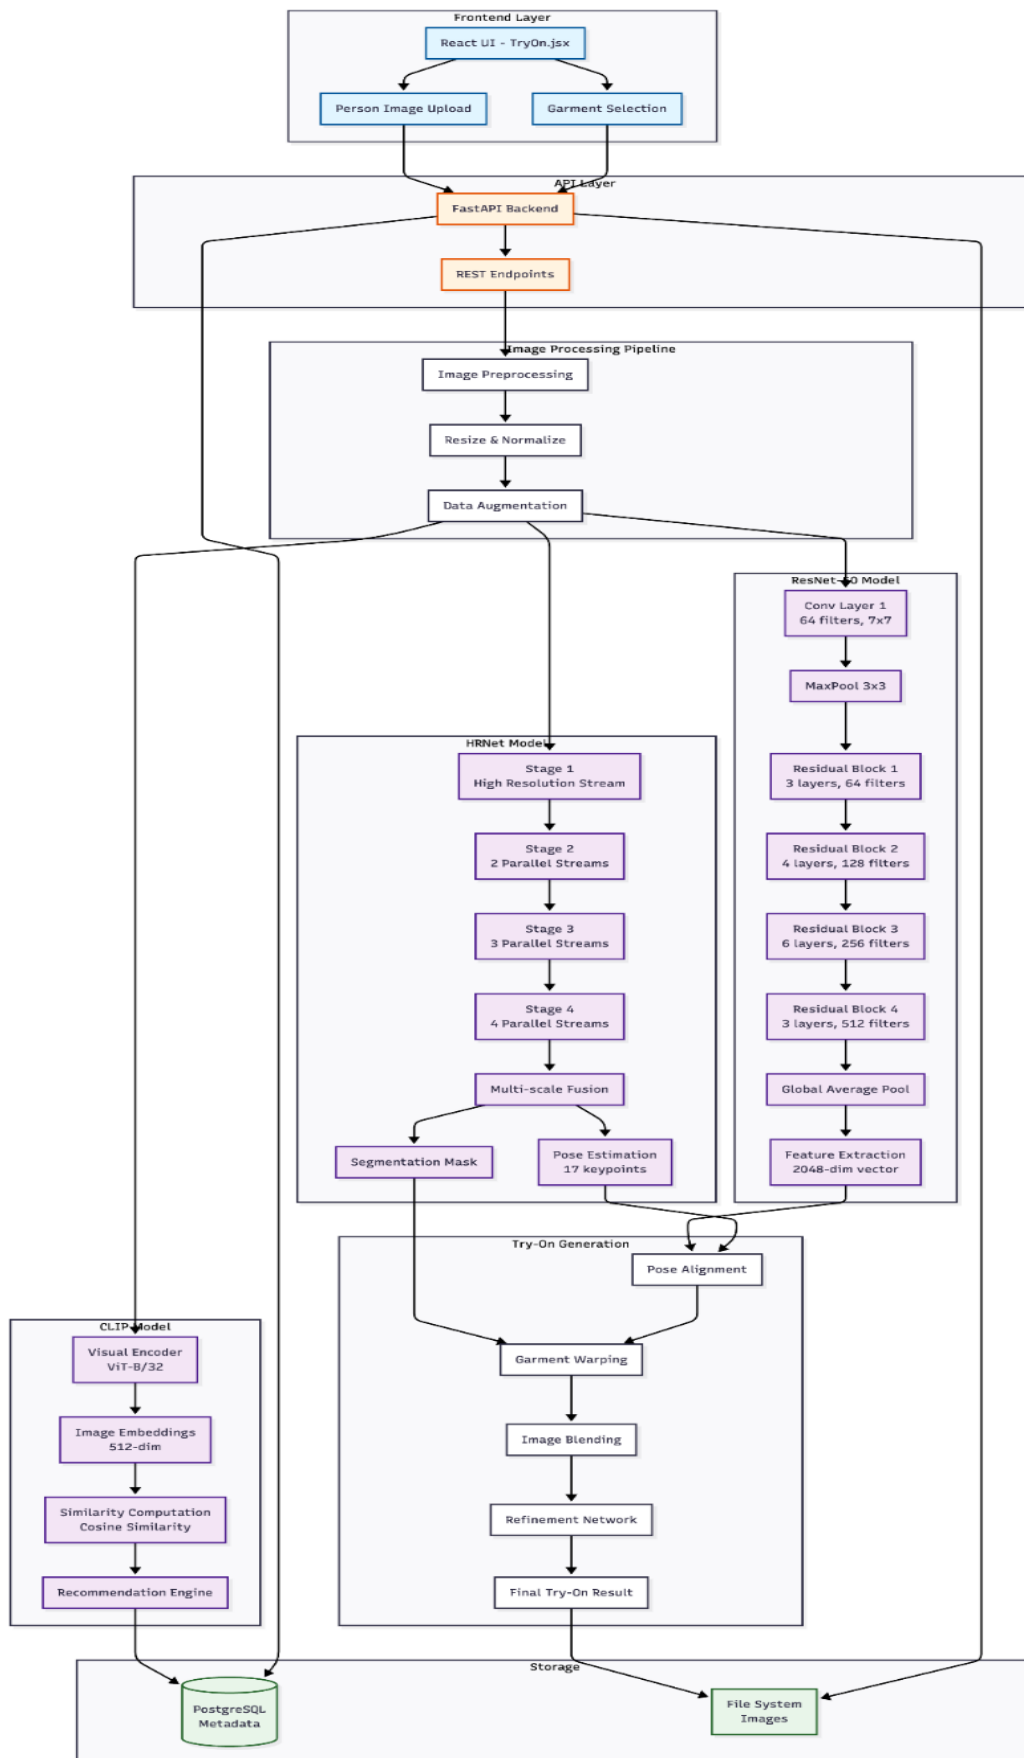 Frontend Layer
React UI - TryOn.jsx
Person Image Upload
Garment Selection
API Layer
FastAPI Backend
REST Endpoints
Image Processing Pipeline
Image Preprocessing
Resize & Normalize
Data Augmentation
ResNet-50 Model
Conv Layer 1
64 filters, 7x7
MaxPool 3x3
Residual Block 1
3 layers, 64 filters
Residual Block 2
4 layers, 128 filters
Residual Block 3
6 layers, 256 filters
Residual Block 4
3 layers, 512 filters
Global Average Pool
Feature Extraction
2048-dim vector
HRNet Model
Stage 1
High Resolution Stream
Stage 2
2 Parallel Streams
Stage 3
3 Parallel Streams
Stage 4
4 Parallel Streams
Multi-scale Fusion
Segmentation Mask
Pose Estimation
17 keypoints
Try-On Generation
Pose Alignment
Garment Warping
Image Blending
Refinement Network
Final Try-On Result
CLIP Model
Visual Encoder
ViT-B/32
Image Embeddings
512-dim
Similarity Computation
Cosine Similarity
Recommendation Engine
Storage
PostgreSQL
Metadata
File System
Images